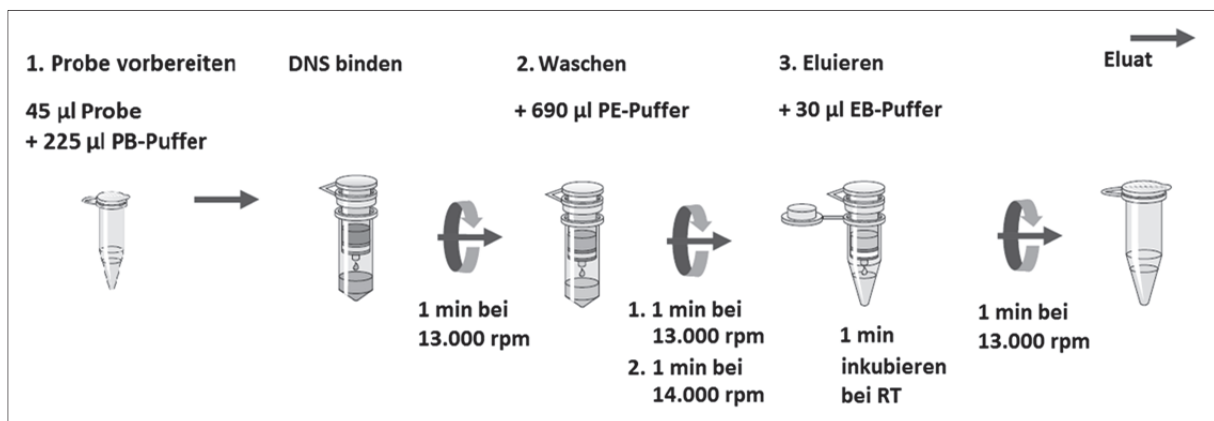 1. Probe vorbereiten
45 µl Probe
+ 225 µl PB-Puffer
DNS binden
1 min bei
13.000 rpm
2. Waschen
+ 690 µl PE-Puffer
1. 1 min bei
13.000 rpm
2. 1 min bei
14.000 rpm
3. Eluieren
+ 30 µl EB-Puffer
1 min
inkubieren
bei RT
1 min bei
13.000 rpm
Eluat